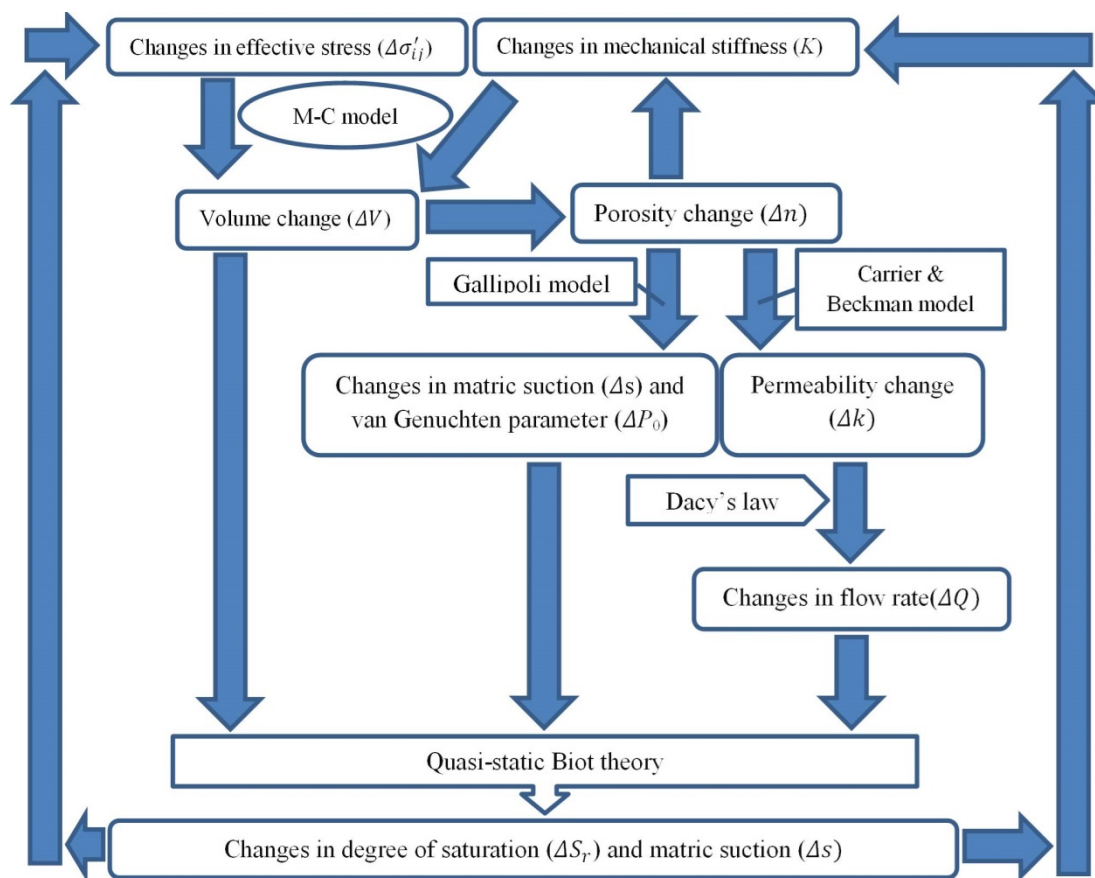 Changes in effective stress (Δσ′ij)
Changes in mechanical stiffness (K)
M-C model
Volume change (ΔV)
Porosity change (Δn)
Gallipoli model
Carrier &
Beckman model
Changes in matric suction (Δs) and
van Genuchten parameter (ΔP₀)
Permeability change
(Δk)
Dacy’s law
Changes in flow rate(ΔQ)
Quasi-static Biot theory
Changes in degree of saturation (ΔSᵣ) and matric suction (Δs)